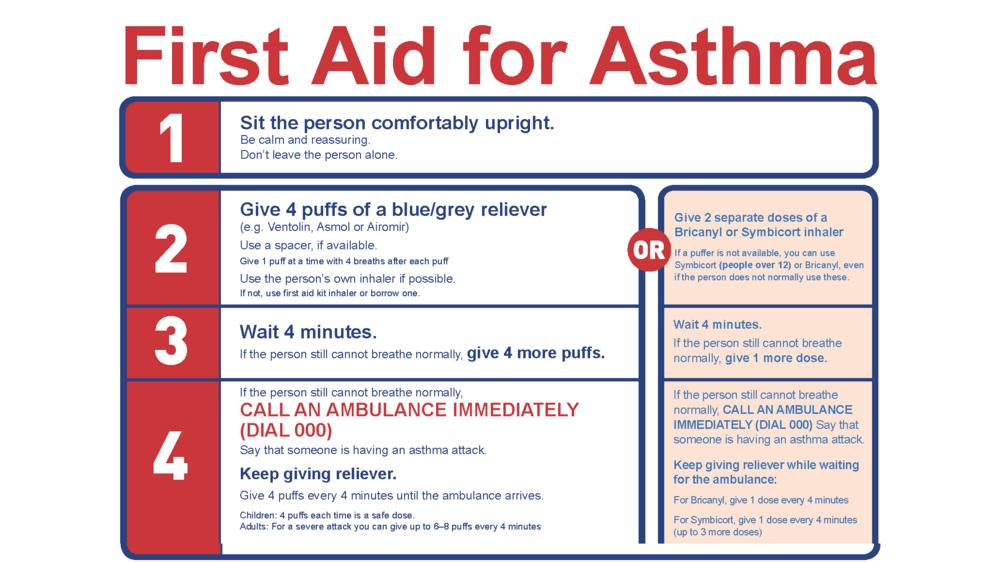 First Aid for Asthma
1
Sit the person comfortably upright.
Be calm and reassuring.
Don't leave the person alone.
2
Give 4 puffs of a blue/grey reliever
(e.g. Ventolin, Asmol or Airomir)
Use a spacer, if available.
Give 1 puff at a time with 4 breaths after each puff
Use the person's own inhaler if possible.
If not, use first aid kit inhaler or borrow one.
OR
Give 2 separate doses of a
Bricanyl or Symbicort inhaler
If a puffer is not available, you can use
Symbicort (people over 12) or Bricanyl, even
if the person does not normally use these.
3
Wait 4 minutes.
If the person still cannot breathe normally, give 4 more puffs.
Wait 4 minutes.
If the person still cannot breathe
normally, give 1 more dose.
4
If the person still cannot breathe normally,
CALL AN AMBULANCE IMMEDIATELY
(DIAL 000)
Say that someone is having an asthma attack.
Keep giving reliever.
Give 4 puffs every 4 minutes until the ambulance arrives.
Children: 4 puffs each time is a safe dose.
Adults: For a severe attack you can give up to 6–8 puffs every 4 minutes
If the person still cannot breathe
normally, CALL AN AMBULANCE
IMMEDIATELY (DIAL 000) Say that
someone is having an asthma attack.
Keep giving reliever while waiting
for the ambulance:
For Bricanyl, give 1 dose every 4 minutes
For Symbicort, give 1 dose every 4 minutes
(up to 3 more doses)